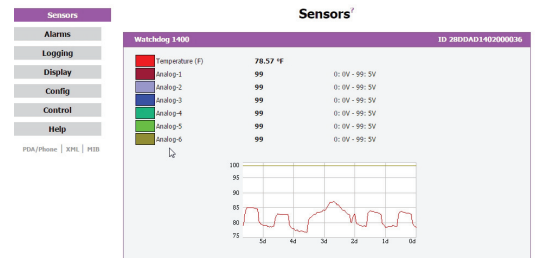 Sensors
Alarms
Logging
Display
Config
Control
Help
PDA/Phone | XML | MIB
Sensors?
Watchdog 1400 ID 28DDAD1402000036
Temperature (F) 78.57 °F
Analog-1 99 0: 0V - 99: 5V
Analog-2 99 0: 0V - 99: 5V
Analog-3 99 0: 0V - 99: 5V
Analog-4 99 0: 0V - 99: 5V
Analog-5 99 0: 0V - 99: 5V
Analog-6 99 0: 0V - 99: 5V
100
95
90
85
80
75
5d 4d 3d 2d 1d 0d